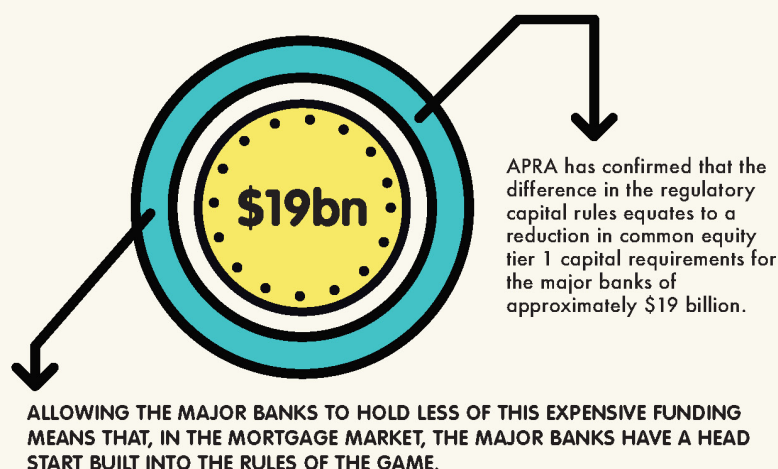 $19bn
APRA has confirmed that the
difference in the regulatory
capital rules equates to a
reduction in common equity
tier 1 capital requirements for
the major banks of
approximately $19 billion.
ALLOWING THE MAJOR BANKS TO HOLD LESS OF THIS EXPENSIVE FUNDING
MEANS THAT, IN THE MORTGAGE MARKET, THE MAJOR BANKS HAVE A HEAD
START BUILT INTO THE RULES OF THE GAME.